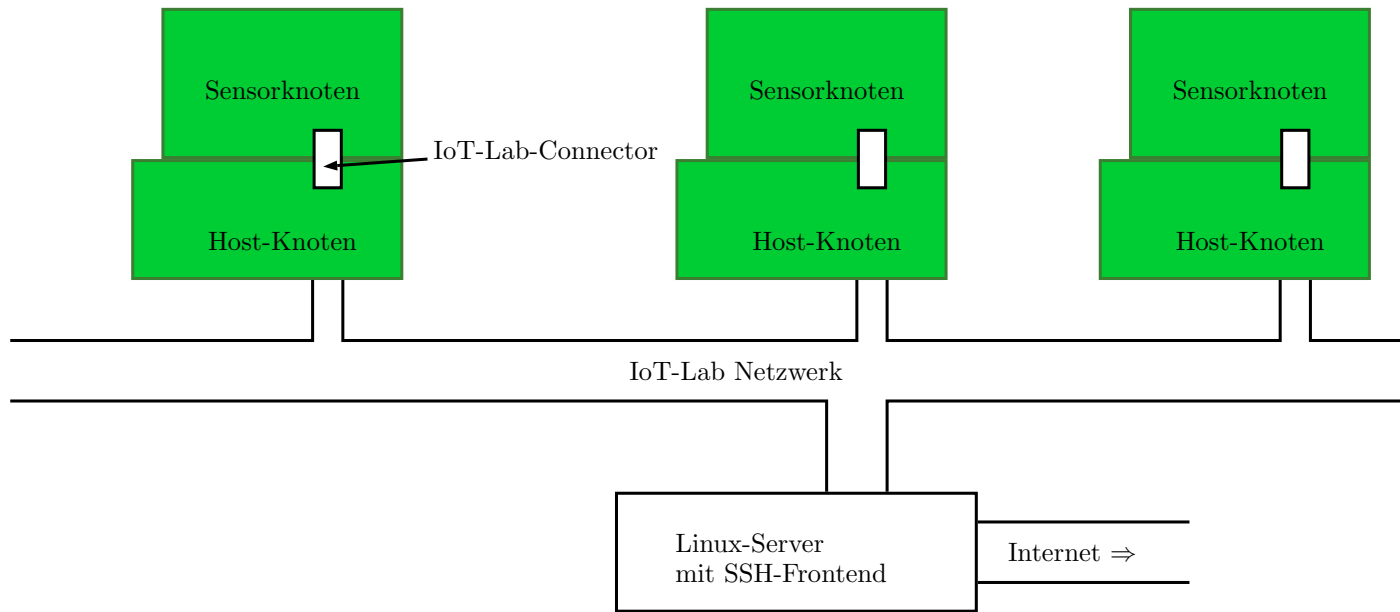 Sensorknoten
Sensorknoten
Sensorknoten
IoT-Lab-Connector
Host-Knoten
Host-Knoten
Host-Knoten
IoT-Lab Netzwerk
Linux-Server
mit SSH-Frontend
Internet ⇒